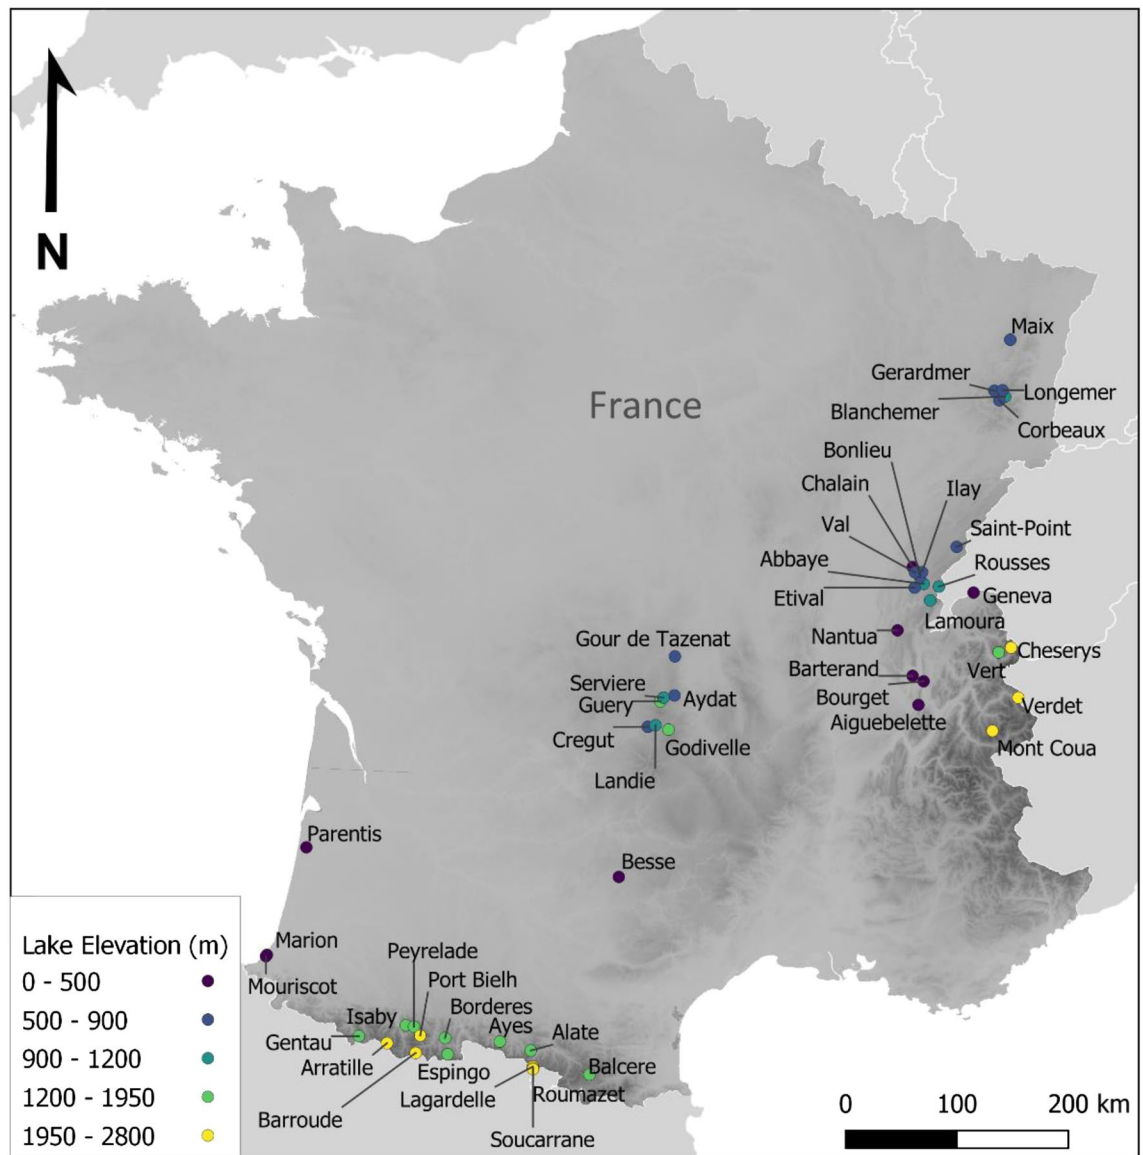 N
France
Maix
Gerardmer
Longemer
Blanchemer
Corbeaux
Bonlieu
Chalain
Ilay
Val
Saint-Point
Abbaye
Rousses
Etival
Geneva
Lamoura
Nantua
Gour de Tazenat
Cheserys
Barterand
Vert
Serviere
Aydat
Bourget
Guery
Verdet
Aiguebelette
Cregut
Godivelle
Mont Coua
Landie
Parentis
Besse
Marion
Peyrelade
Mouriscot
Port Bielh
Borderes
Isaby
Ayes
Alate
Gentau
Arratille
Espingo
Balcere
Lagardelle
Roumazet
Barroude
Soucarrane
Lake Elevation (m)
0 - 500
500 - 900
900 - 1200
1200 - 1950
1950 - 2800
0 100 200 km